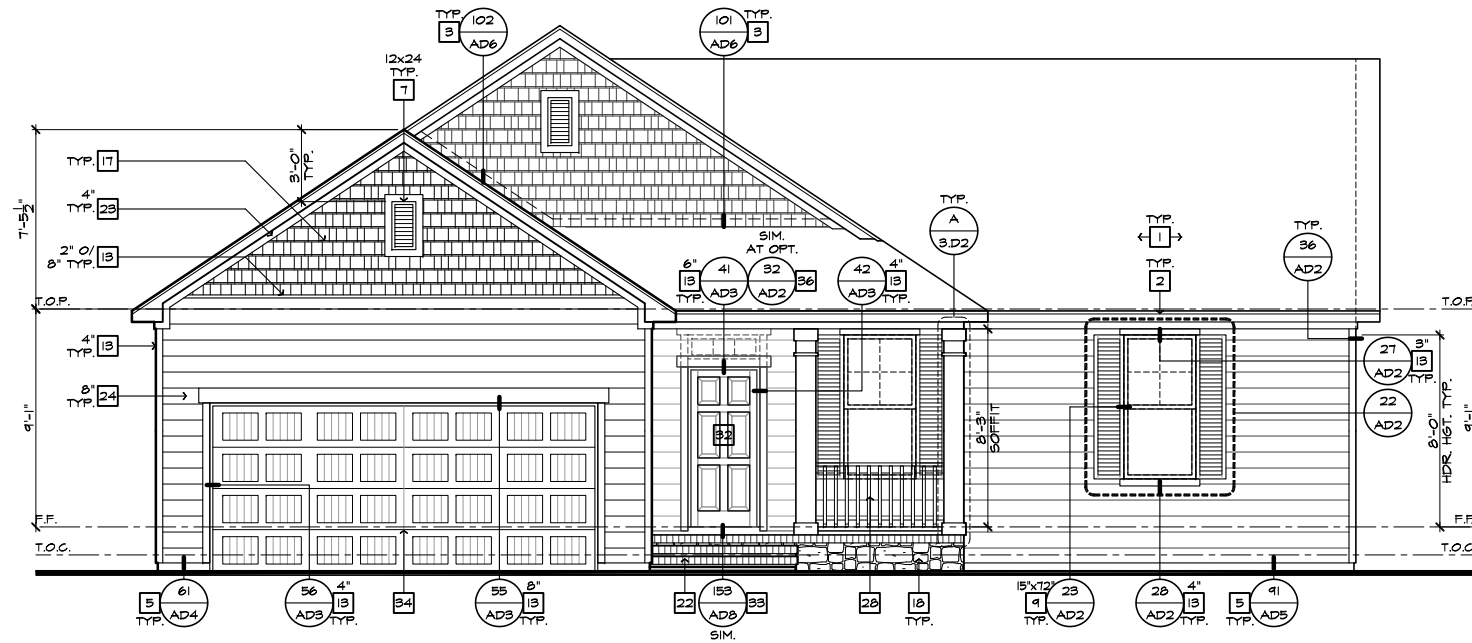 TYP.
3
102
AD6
101
AD6
TYP.
3
12x24
TYP.
7
TYP. 17
3'-0"
TYP.
4"
TYP. 23
7'-5½"
2" O/
8" TYP. 13
T.O.P.
TYP.
A
3.D2
TYP.
1
TYP.
2
TYP.
36
AD2
SIM.
AT OPT.
6"
13
TYP.
41
AD3
32
AD2
36
42
AD3
4"
13
TYP.
4"
13
TYP.
8"
TYP. 24
9'-1"
32
8'-3"
SOFFIT
27
AD2
3"
13
TYP.
22
AD2
8'-0"
HDR. HGT. TYP.
9'-1"
F.F.
F.F.
T.O.C.
5
TYP.
61
AD4
56
AD3
4"
13
TYP.
34
55
AD3
8"
13
TYP.
22
153
AD8
33
SIM.
28
18
TYP.
15"x72"
9
TYP.
23
AD2
28
AD2
4"
13
TYP.
5
TYP.
91
AD5